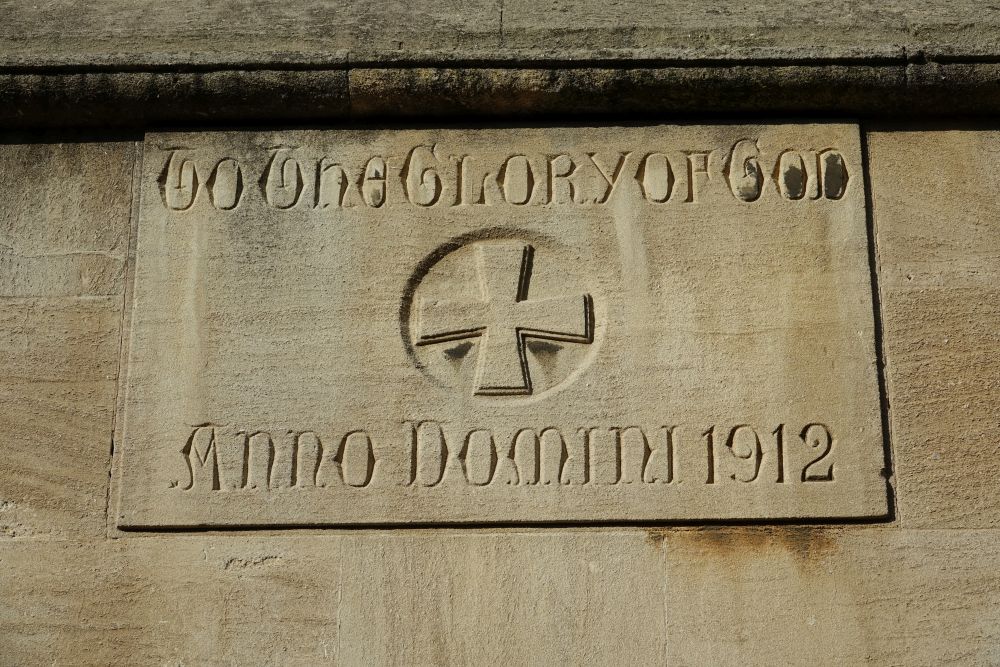 To The Glory of God
Anno Domini 1912